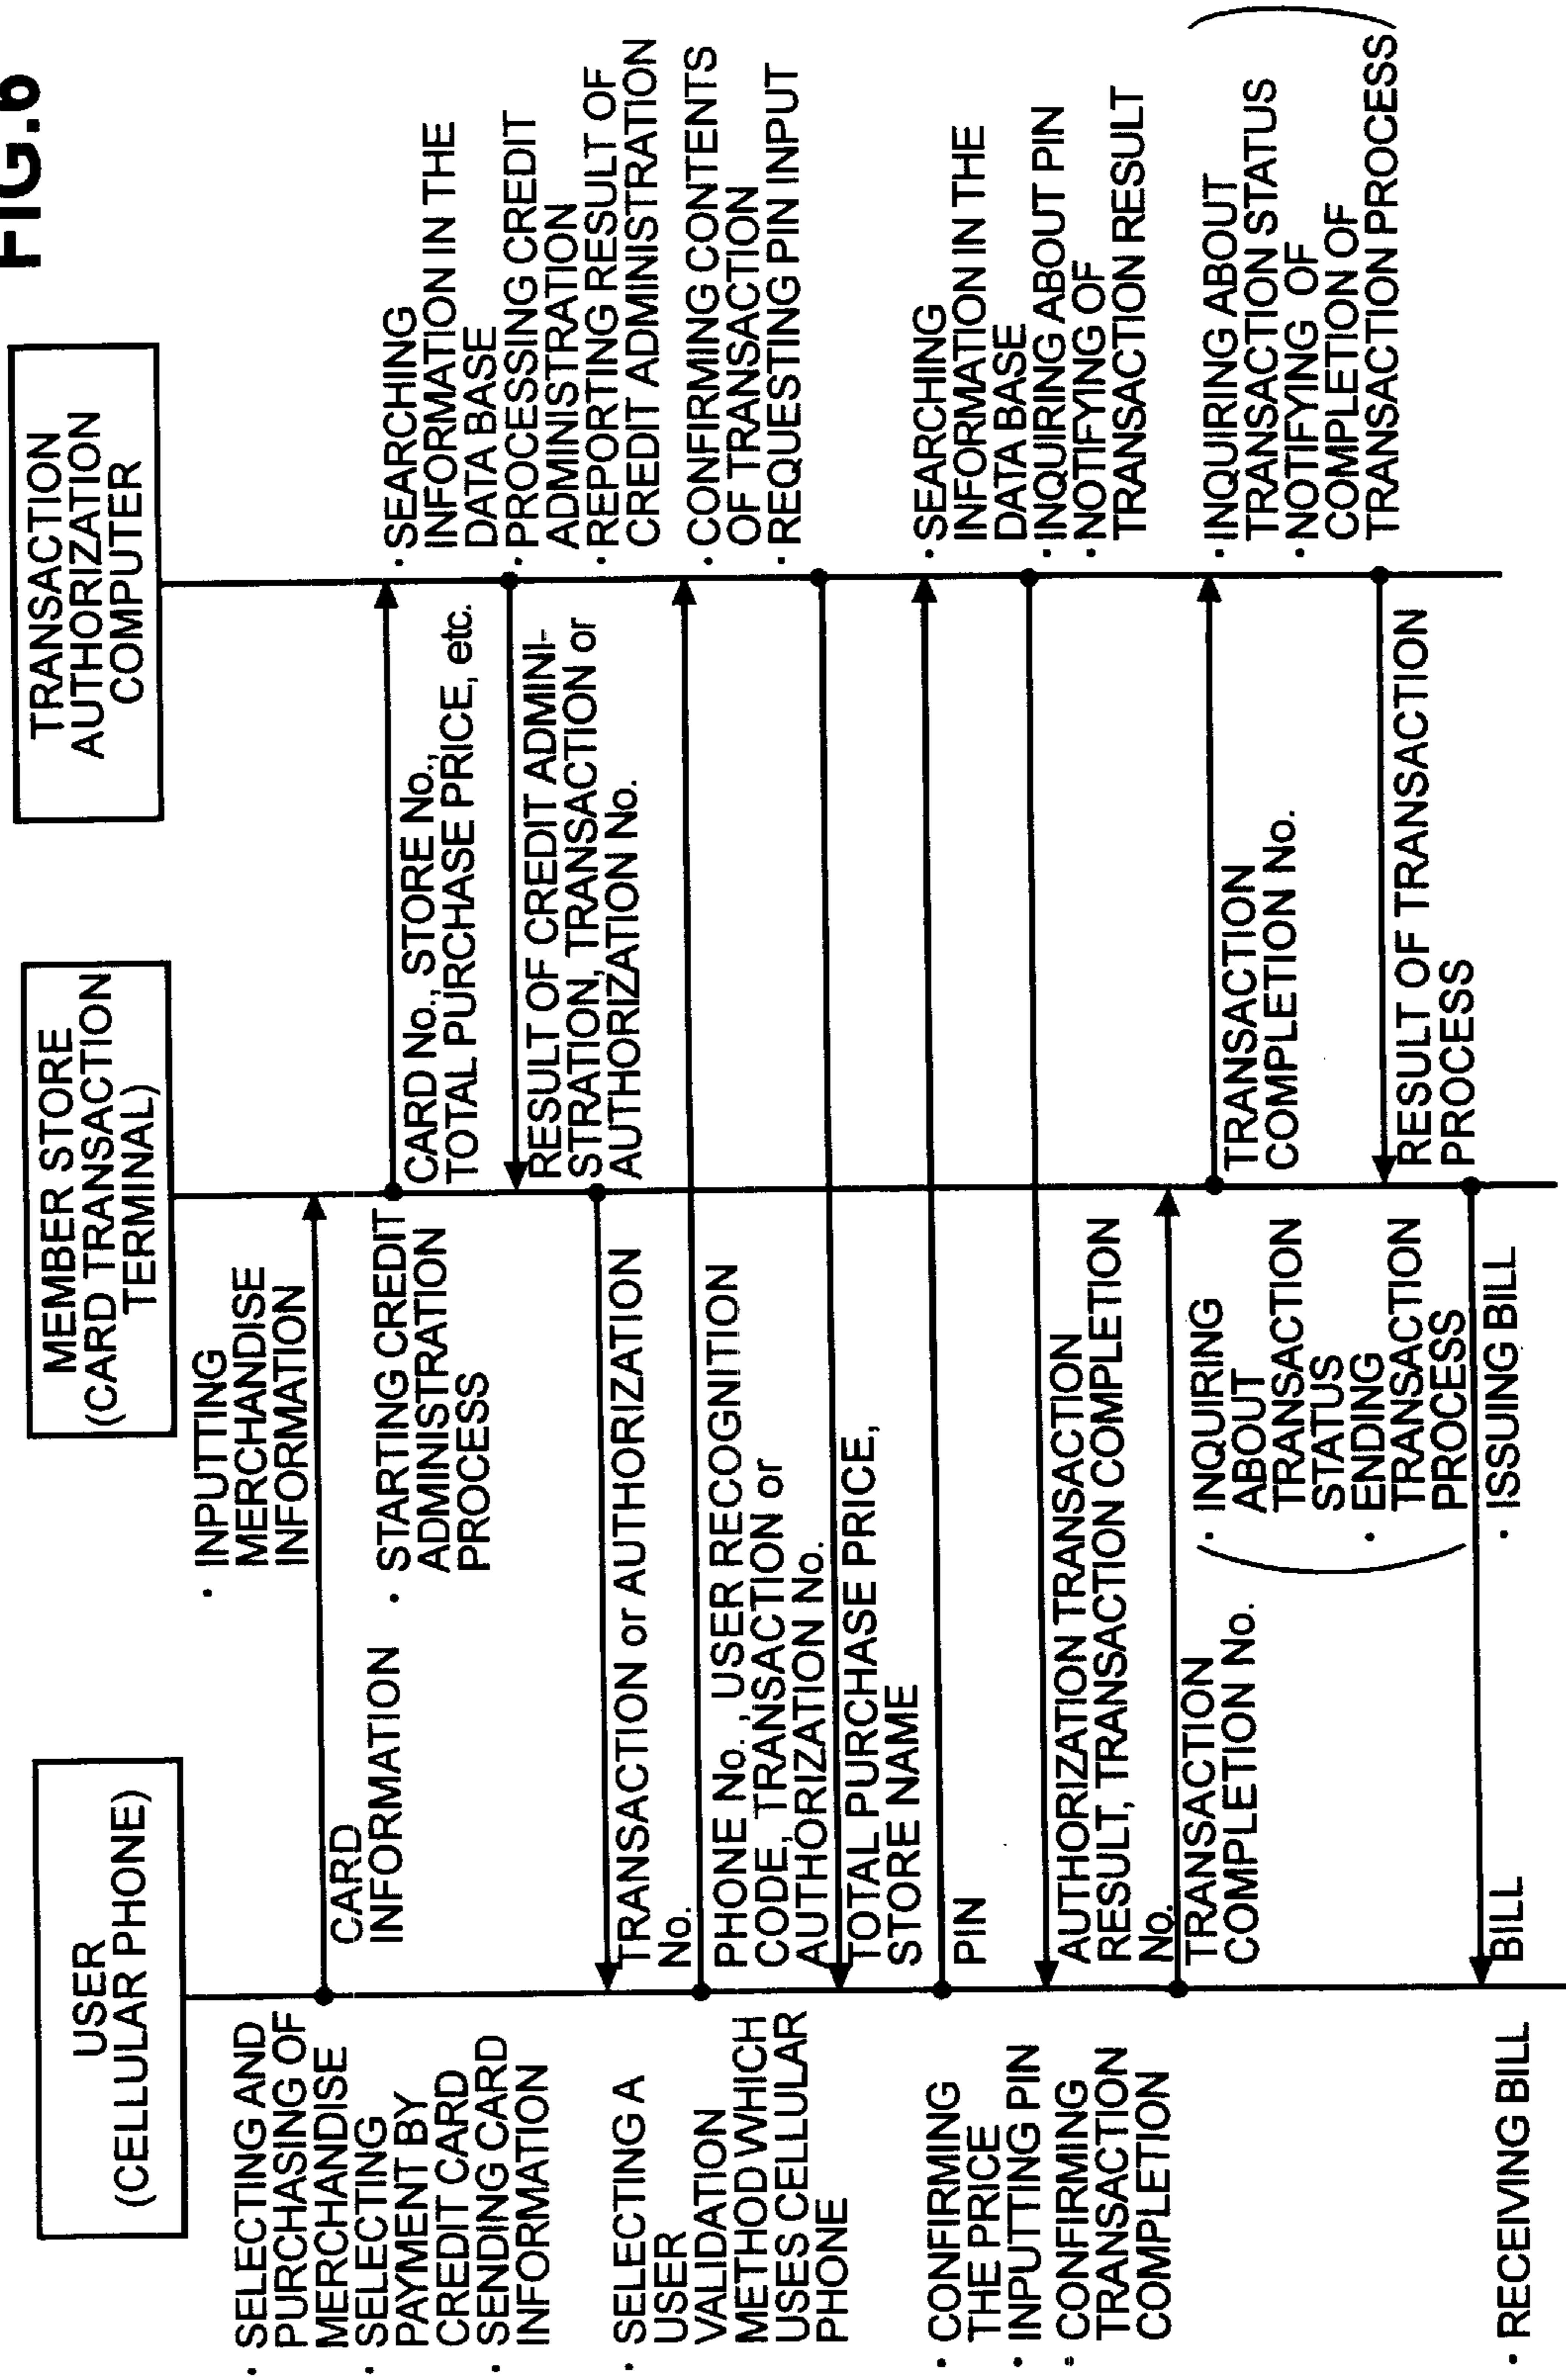 FIG.6
USER
(CELLULAR PHONE)
MEMBER STORE
(CARD TRANSACTION
TERMINAL)
TRANSACTION
AUTHORIZATION
COMPUTER
· SELECTING AND
PURCHASING OF
MERCHANDISE
· SELECTING
PAYMENT BY
CREDIT CARD
· SENDING CARD
INFORMATION
· SELECTING A
USER
VALIDATION
METHOD WHICH
USES CELLULAR
PHONE
· CONFIRMING
THE PRICE
· INPUTTING PIN
· CONFIRMING
TRANSACTION
COMPLETION
· RECEIVING BILL
CARD
INFORMATION
TRANSACTION or AUTHORIZATION
No.
PHONE No., USER RECOGNITION
CODE, TRANSACTION or
AUTHORIZATION No.
TOTAL PURCHASE PRICE,
STORE NAME
PIN
AUTHORIZATION TRANSACTION
RESULT, TRANSACTION COMPLETION
No.
TRANSACTION
COMPLETION No.
BILL
· INPUTTING
MERCHANDISE
INFORMATION
· STARTING CREDIT
ADMINISTRATION
PROCESS
· INQUIRING
ABOUT
TRANSACTION
STATUS
· ENDING
TRANSACTION
PROCESS
· ISSUING BILL
CARD No., STORE No.,
TOTAL PURCHASE PRICE, etc.
RESULT OF CREDIT ADMINI-
STRATION, TRANSACTION or
AUTHORIZATION No.
TRANSACTION
COMPLETION No.
RESULT OF TRANSACTION
PROCESS
· SEARCHING
INFORMATION IN THE
DATA BASE
· PROCESSING CREDIT
ADMINISTRATION
· REPORTING RESULT OF
CREDIT ADMINISTRATION
· CONFIRMING CONTENTS
OF TRANSACTION
· REQUESTING PIN INPUT
· SEARCHING
INFORMATION IN THE
DATA BASE
· INQUIRING ABOUT PIN
· NOTIFYING OF
TRANSACTION RESULT
· INQUIRING ABOUT
TRANSACTION STATUS
· NOTIFYING OF
COMPLETION OF
TRANSACTION PROCESS